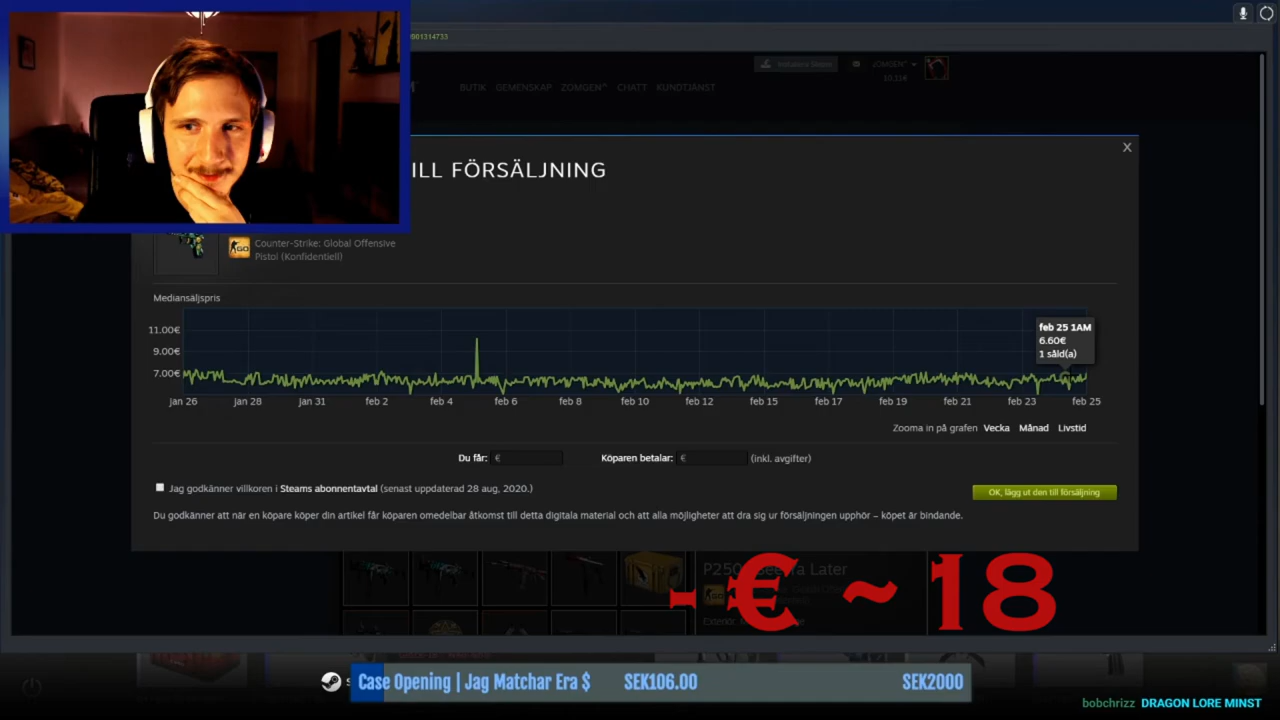 001314733
BUTIK GEMENSKAP ZOMGEN™ CHATT KUNDTJÄNST
10.11€
X
ILL FÖRSÄLJNING
Counter-Strike: Global Offensive
Pistol (Konfidentiell)
Mediansäljspris
11.00€
9.00€
7.00€
feb 25 1AM
6.60€
1 såld(a)
jan 26 jan 28 jan 31 feb 2 feb 4 feb 6 feb 8 feb 10 feb 12 feb 15 feb 17 feb 19 feb 21 feb 23 feb 25
Zooma in på grafen Vecka Månad Livstid
Du får: € Köparen betalar: € (inkl. avgifter)
Jag godkänner villkoren i Steams abonnentavtal (senast uppdaterad 28 aug, 2020.)
OK, lägg ut den till försäljning
Du godkänner att när en köpare köper din artikel får köparen omedelbar åtkomst till detta digitala material och att alla möjligheter att dra sig ur försäljningen upphör – köpet är bindande.
P250 Later
- € ~18
Case Opening | Jag Matchar Era $ SEK106.00 SEK2000
bobchrizz DRAGON LORE MINST